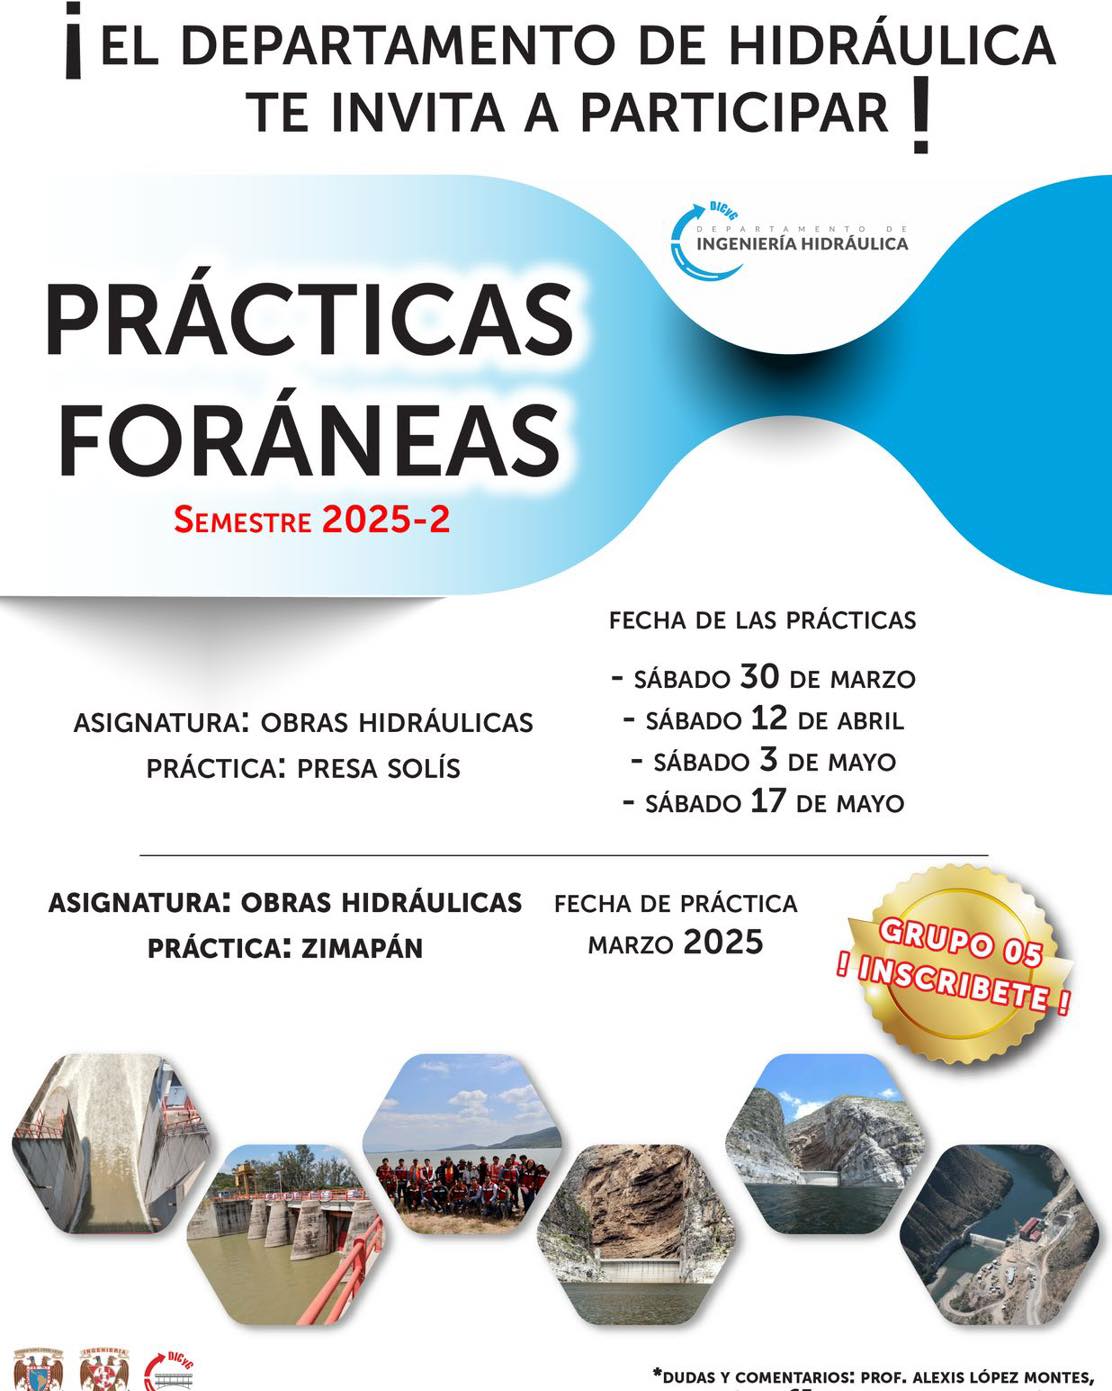 ¡EL DEPARTAMENTO DE HIDRÁULICA
TE INVITA A PARTICIPAR!
DICyG
DEPARTAMENTO DE
INGENIERÍA HIDRÁULICA
PRÁCTICAS
FORÁNEAS
SEMESTRE 2025-2
FECHA DE LAS PRÁCTICAS
- SÁBADO 30 DE MARZO
- SÁBADO 12 DE ABRIL
- SÁBADO 3 DE MAYO
- SÁBADO 17 DE MAYO
ASIGNATURA: OBRAS HIDRÁULICAS
PRÁCTICA: PRESA SOLÍS
ASIGNATURA: OBRAS HIDRÁULICAS
PRÁCTICA: ZIMAPÁN
FECHA DE PRÁCTICA
MARZO 2025
GRUPO 05
! INSCRIBETE !
INGENIERIA
DICyG
*DUDAS Y COMENTARIOS: PROF. ALEXIS LÓPEZ MONTES,